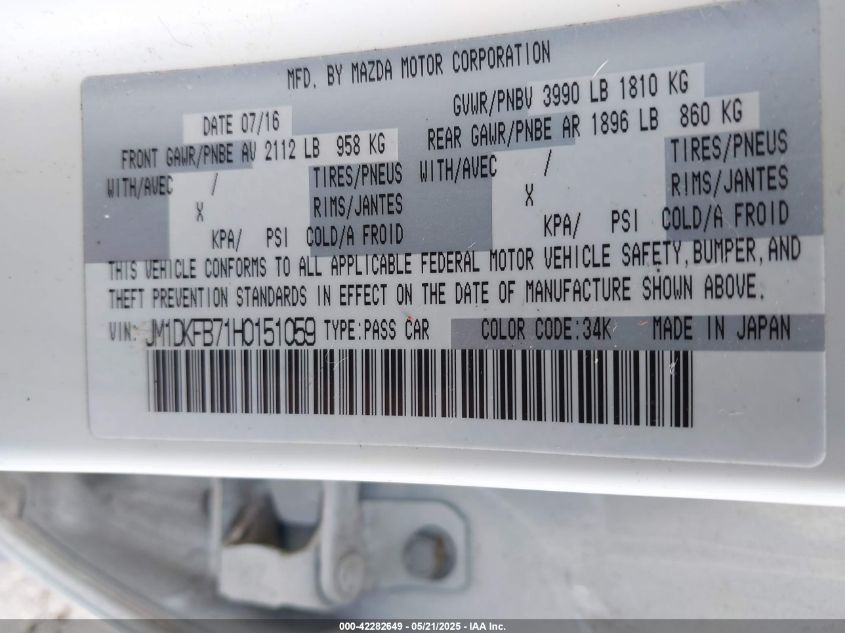 MFD. BY MAZDA MOTOR CORPORATION
DATE 07/16 GVWR/PNBV 3990 LB 1810 KG
FRONT GAWR/PNBE AV 2112 LB 958 KG REAR GAWR/PNBE AR 1896 LB 860 KG
WITH/AVEC / TIRES/PNEUS WITH/AVEC / TIRES/PNEUS
X RIMS/JANTES X RIMS/JANTES
KPA/ PSI COLD/A FROID KPA/ PSI COLD/A FROID
THIS VEHICLE CONFORMS TO ALL APPLICABLE FEDERAL MOTOR VEHICLE SAFETY, BUMPER, AND
THEFT PREVENTION STANDARDS IN EFFECT ON THE DATE OF MANUFACTURE SHOWN ABOVE.
VIN: JM1DKFB71H0151059 TYPE:PASS CAR COLOR CODE:34K MADE IN JAPAN
000-42282649 - 05/21/2025 - IAA Inc.